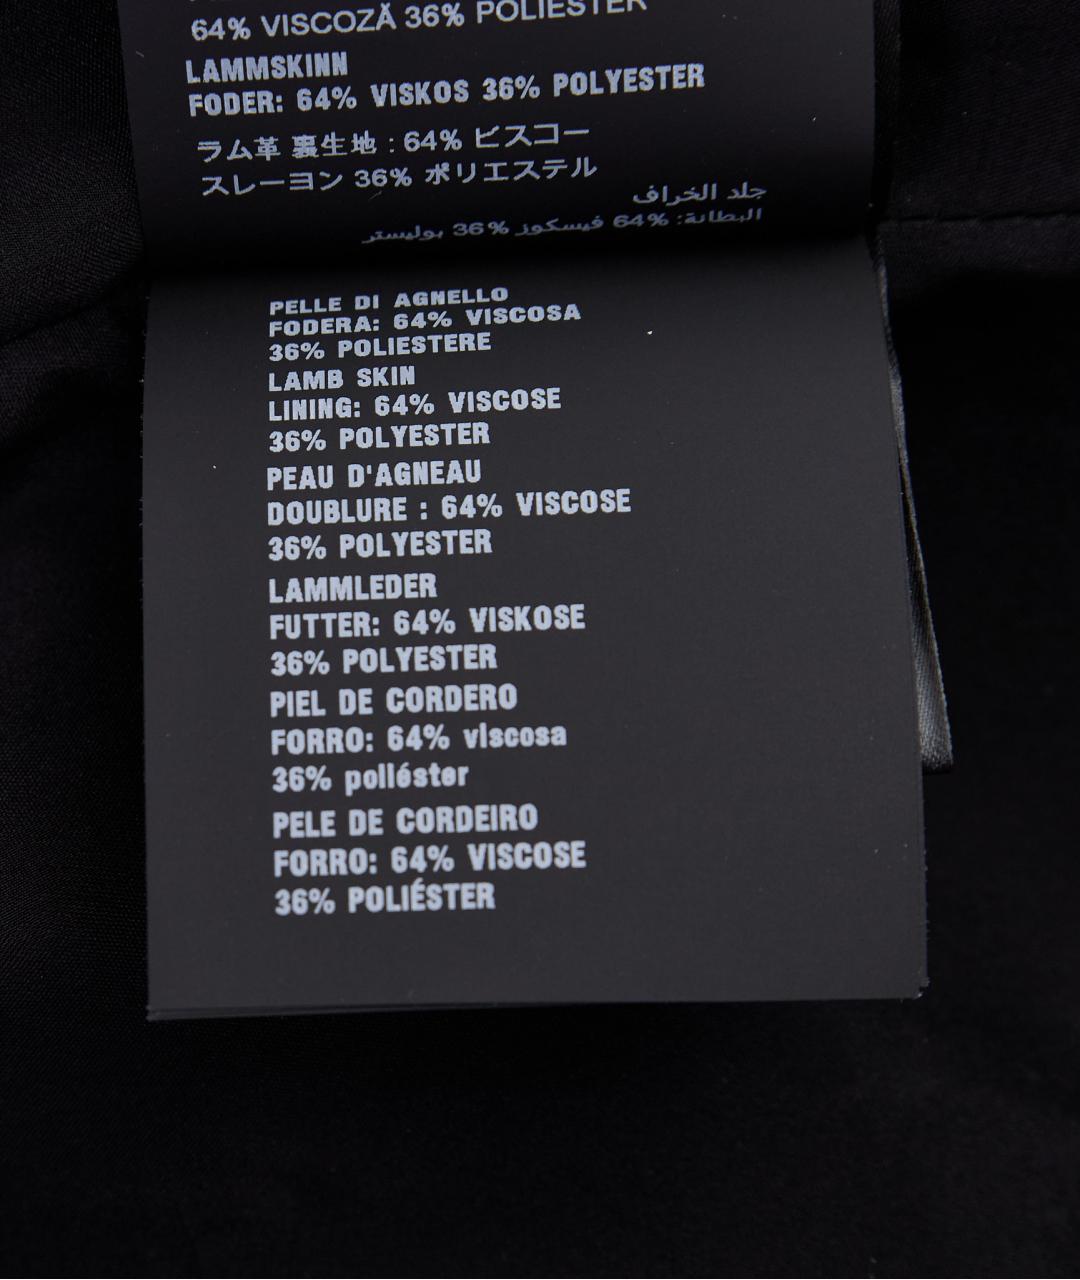 64% VISCOZĂ 36% POLIESTER
LAMMSKINN
FODER: 64% VISKOS 36% POLYESTER
ラム革 裏生地 : 64% ビスコー
スレーヨン 36% ポリエステル
جلد الخراف
البطانة: 64% فيسكوز 36% بوليستر
PELLE DI AGNELLO
FODERA: 64% VISCOSA
36% POLIESTERE
LAMB SKIN
LINING: 64% VISCOSE
36% POLYESTER
PEAU D'AGNEAU
DOUBLURE : 64% VISCOSE
36% POLYESTER
LAMMLEDER
FUTTER: 64% VISKOSE
36% POLYESTER
PIEL DE CORDERO
FORRO: 64% viscosa
36% poliéster
PELE DE CORDEIRO
FORRO: 64% VISCOSE
36% POLIÉSTER